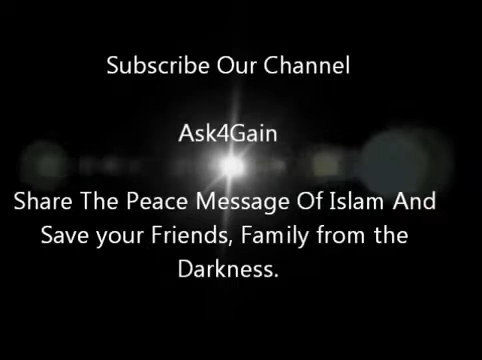 Subscribe Our Channel
Ask4Gain
Share The Peace Message Of Islam And
Save your Friends, Family from the
Darkness.